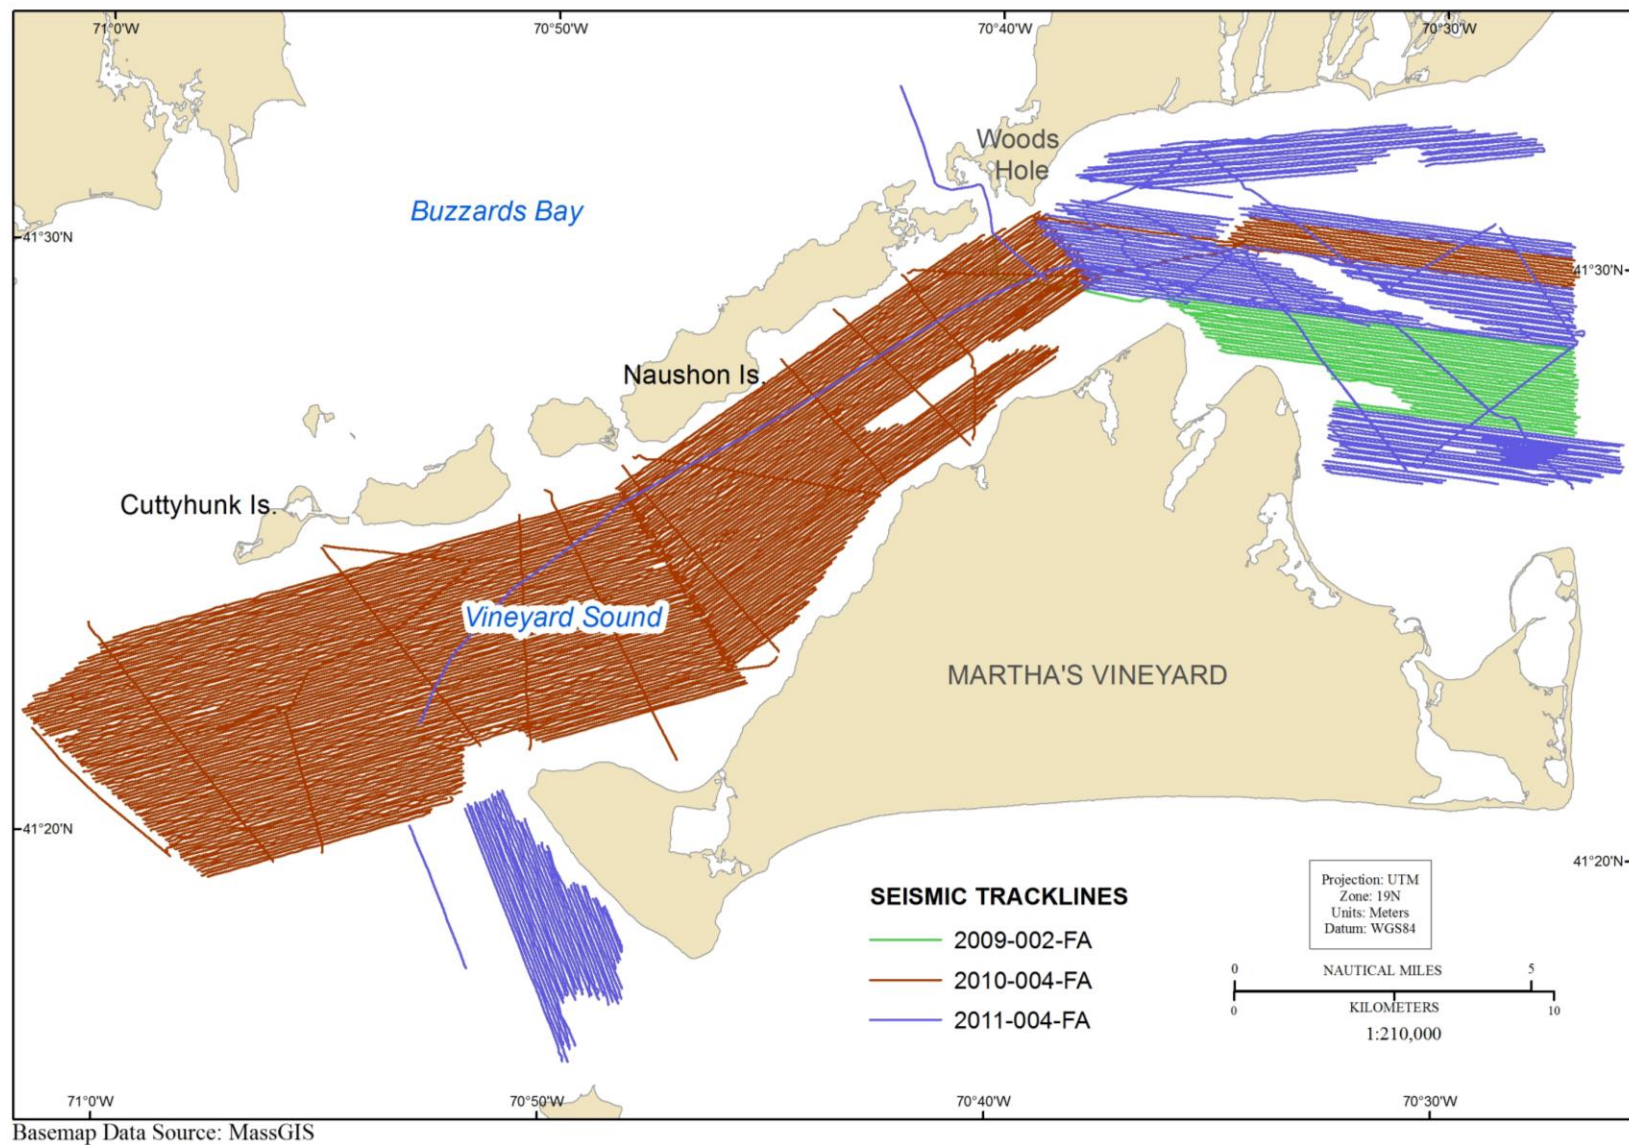 71°0'W
70°50'W
70°40'W
70°30'W
Woods
Hole
Buzzards Bay
41°30'N
41°30'N
Naushon Is.
Cuttyhunk Is.
Vineyard Sound
MARTHA'S VINEYARD
41°20'N
41°20'N
SEISMIC TRACKLINES
2009-002-FA
2010-004-FA
2011-004-FA
Projection: UTM
Zone: 19N
Units: Meters
Datum: WGS84
0 NAUTICAL MILES 5
KILOMETERS
0 10
1:210,000
71°0'W
70°50'W
70°40'W
70°30'W
Basemap Data Source: MassGIS